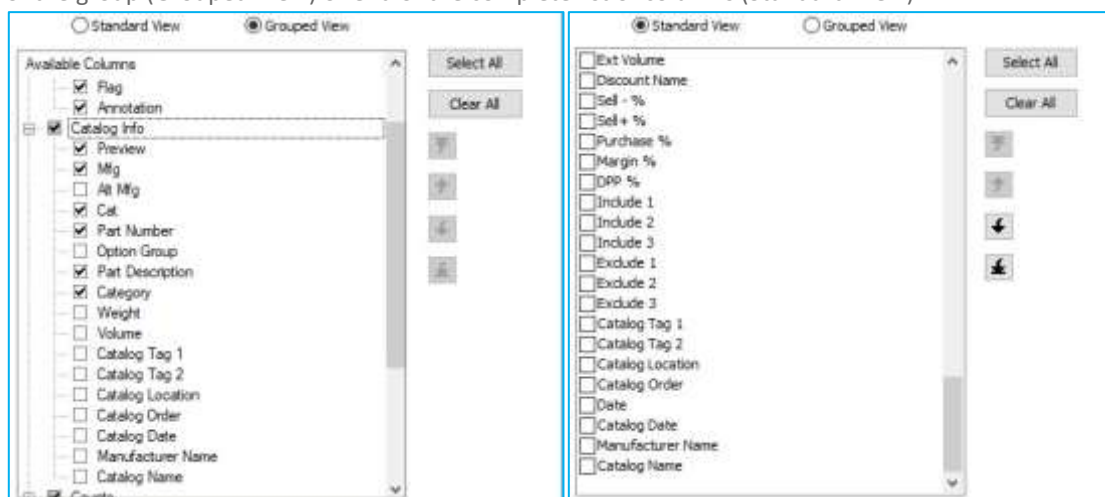 Standard View Grouped View
Available Columns
Flag
Annotation
Catalog Info
Preview
Mfg
Alt Mfg
Cat
Part Number
Option Group
Part Description
Category
Weight
Volume
Catalog Tag 1
Catalog Tag 2
Catalog Location
Catalog Order
Catalog Date
Manufacturer Name
Catalog Name
Select All
Clear All
Standard View Grouped View
Ext Volume
Discount Name
Sell - %
Sell + %
Purchase %
Margin %
DPP %
Include 1
Include 2
Include 3
Exclude 1
Exclude 2
Exclude 3
Catalog Tag 1
Catalog Tag 2
Catalog Location
Catalog Order
Date
Catalog Date
Manufacturer Name
Catalog Name
Select All
Clear All